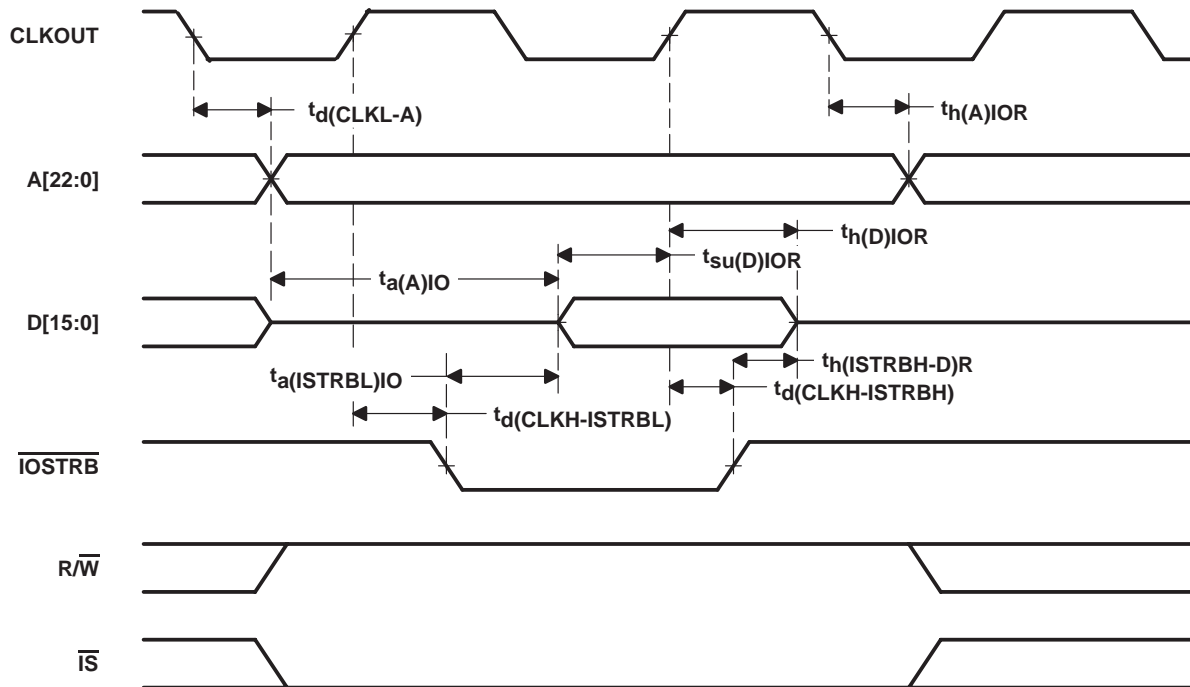 CLKOUT
td(CLKL-A)
th(A)IOR
A[22:0]
th(D)IOR
tsu(D)IOR
ta(A)IO
D[15:0]
th(ISTRBH-D)R
ta(ISTRBL)IO
td(CLKH-ISTRBH)
td(CLKH-ISTRBL)
IOSTRB
R/W
IS